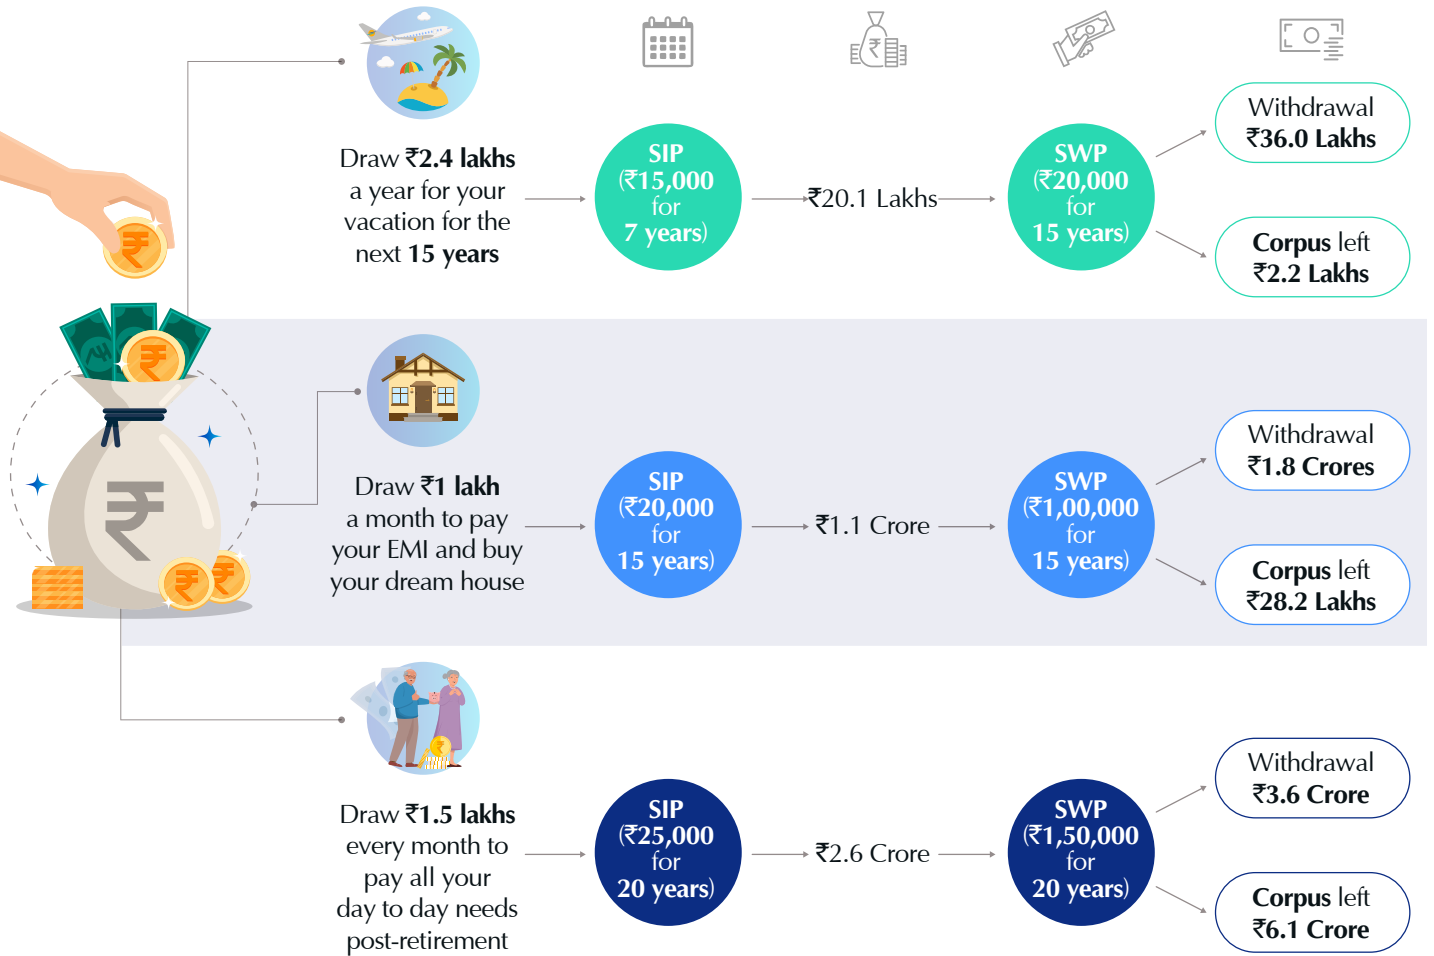 Draw ₹2.4 lakhs
a year for your
vacation for the
next 15 years
SIP
(₹15,000
for
7 years)
₹20.1 Lakhs
SWP
(₹20,000
for
15 years)
Withdrawal
₹36.0 Lakhs
Corpus left
₹2.2 Lakhs
Draw ₹1 lakh
a month to pay
your EMI and buy
your dream house
SIP
(₹20,000
for
15 years)
₹1.1 Crore
SWP
(₹1,00,000
for
15 years)
Withdrawal
₹1.8 Crores
Corpus left
₹28.2 Lakhs
Draw ₹1.5 lakhs
every month to
pay all your
day to day needs
post-retirement
SIP
(₹25,000
for
20 years)
₹2.6 Crore
SWP
(₹1,50,000
for
20 years)
Withdrawal
₹3.6 Crore
Corpus left
₹6.1 Crore